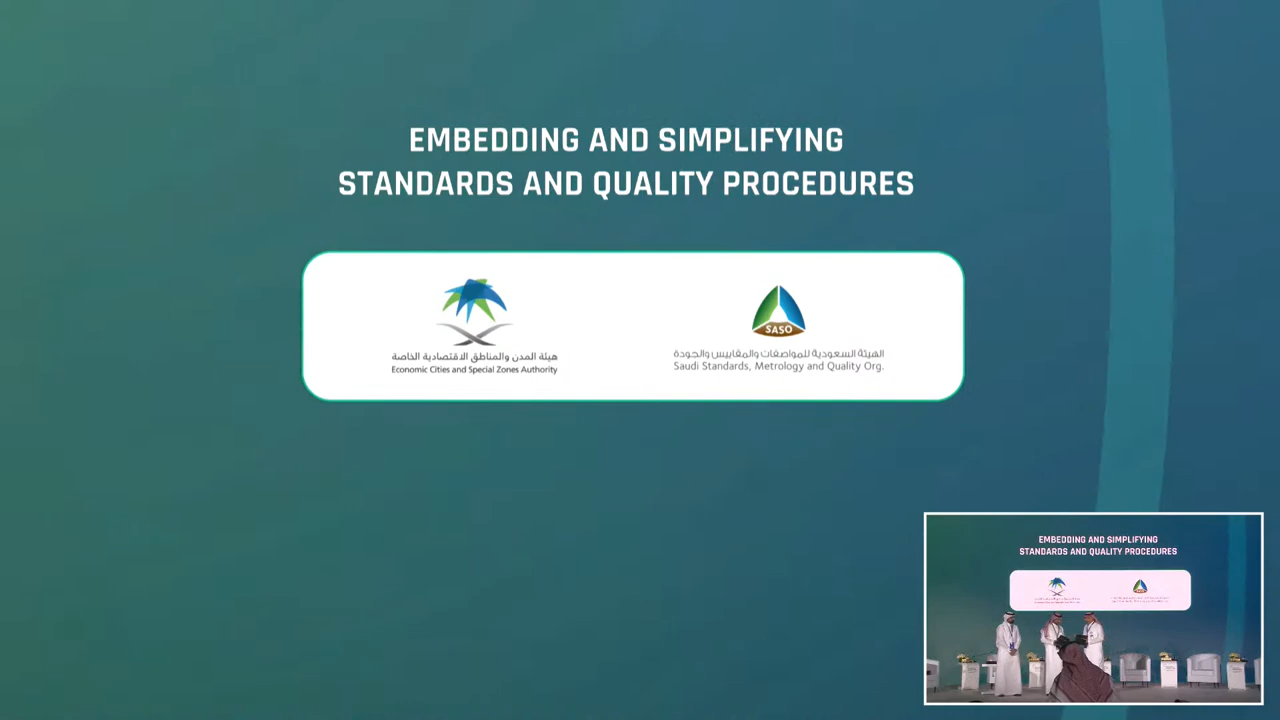 EMBEDDING AND SIMPLIFYING
STANDARDS AND QUALITY PROCEDURES
هيئة المدن والمناطق الاقتصادية الخاصة
Economic Cities and Special Zones Authority
SASO
الهيئة السعودية للمواصفات والمقاييس والجودة
Saudi Standards, Metrology and Quality Org.
EMBEDDING AND SIMPLIFYING
STANDARDS AND QUALITY PROCEDURES